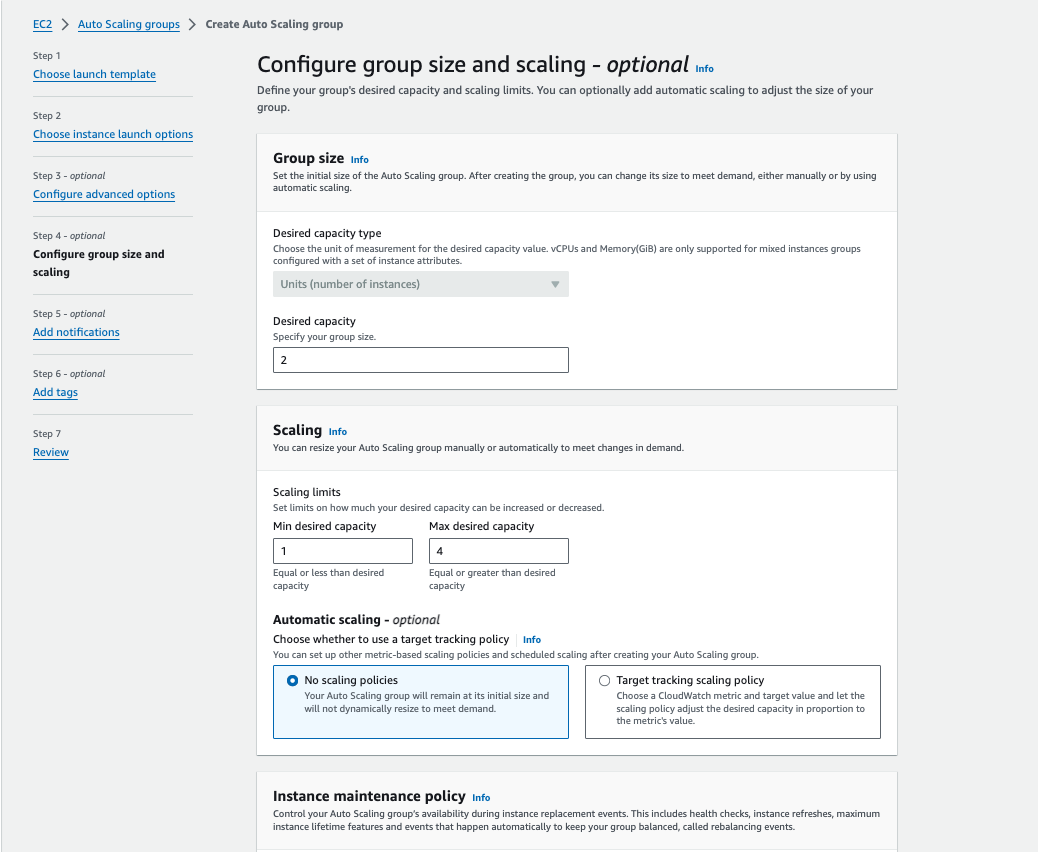 EC2 > Auto Scaling groups > Create Auto Scaling group
Step 1
Choose launch template
Step 2
Choose instance launch options
Step 3 - optional
Configure advanced options
Step 4 - optional
Configure group size and
scaling
Step 5 - optional
Add notifications
Step 6 - optional
Add tags
Step 7
Review
Configure group size and scaling - optional Info
Define your group's desired capacity and scaling limits. You can optionally add automatic scaling to adjust the size of your
group.
Group size Info
Set the initial size of the Auto Scaling group. After creating the group, you can change its size to meet demand, either manually or by using
automatic scaling.
Desired capacity type
Choose the unit of measurement for the desired capacity value. vCPUs and Memory(GiB) are only supported for mixed instances groups
configured with a set of instance attributes.
Units (number of instances)
Desired capacity
Specify your group size.
2
Scaling Info
You can resize your Auto Scaling group manually or automatically to meet changes in demand.
Scaling limits
Set limits on how much your desired capacity can be increased or decreased.
Min desired capacity
1
Equal or less than desired
capacity
Max desired capacity
4
Equal or greater than desired
capacity
Automatic scaling - optional
Choose whether to use a target tracking policy Info
You can set up other metric-based scaling policies and scheduled scaling after creating your Auto Scaling group.
No scaling policies
Your Auto Scaling group will remain at its initial size and
will not dynamically resize to meet demand.
Target tracking scaling policy
Choose a CloudWatch metric and target value and let the
scaling policy adjust the desired capacity in proportion to
the metric's value.
Instance maintenance policy Info
Control your Auto Scaling group's availability during instance replacement events. This includes health checks, instance refreshes, maximum
instance lifetime features and events that happen automatically to keep your group balanced, called rebalancing events.